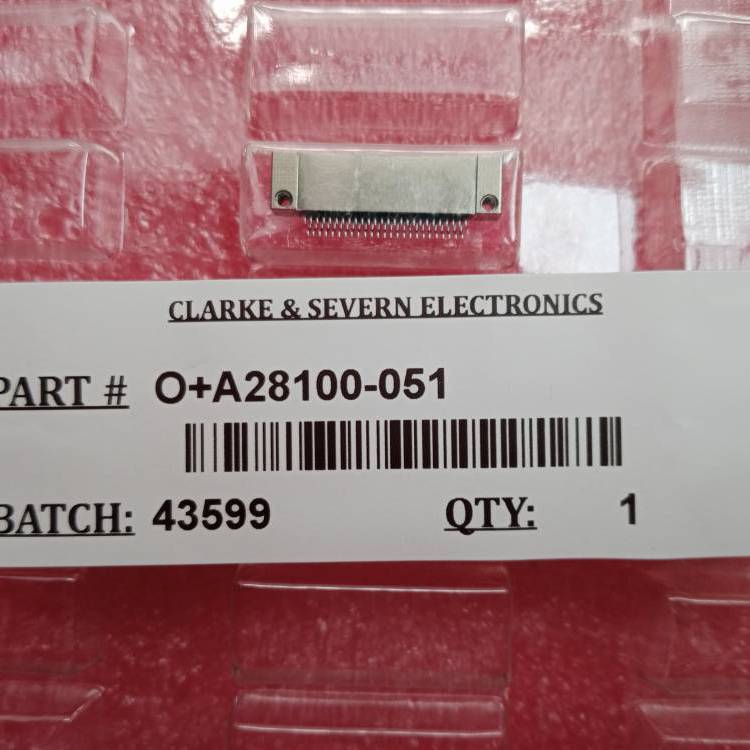 CLARKE & SEVERN ELECTRONICS
PART # O+A28100-051
BATCH: 43599 QTY: 1